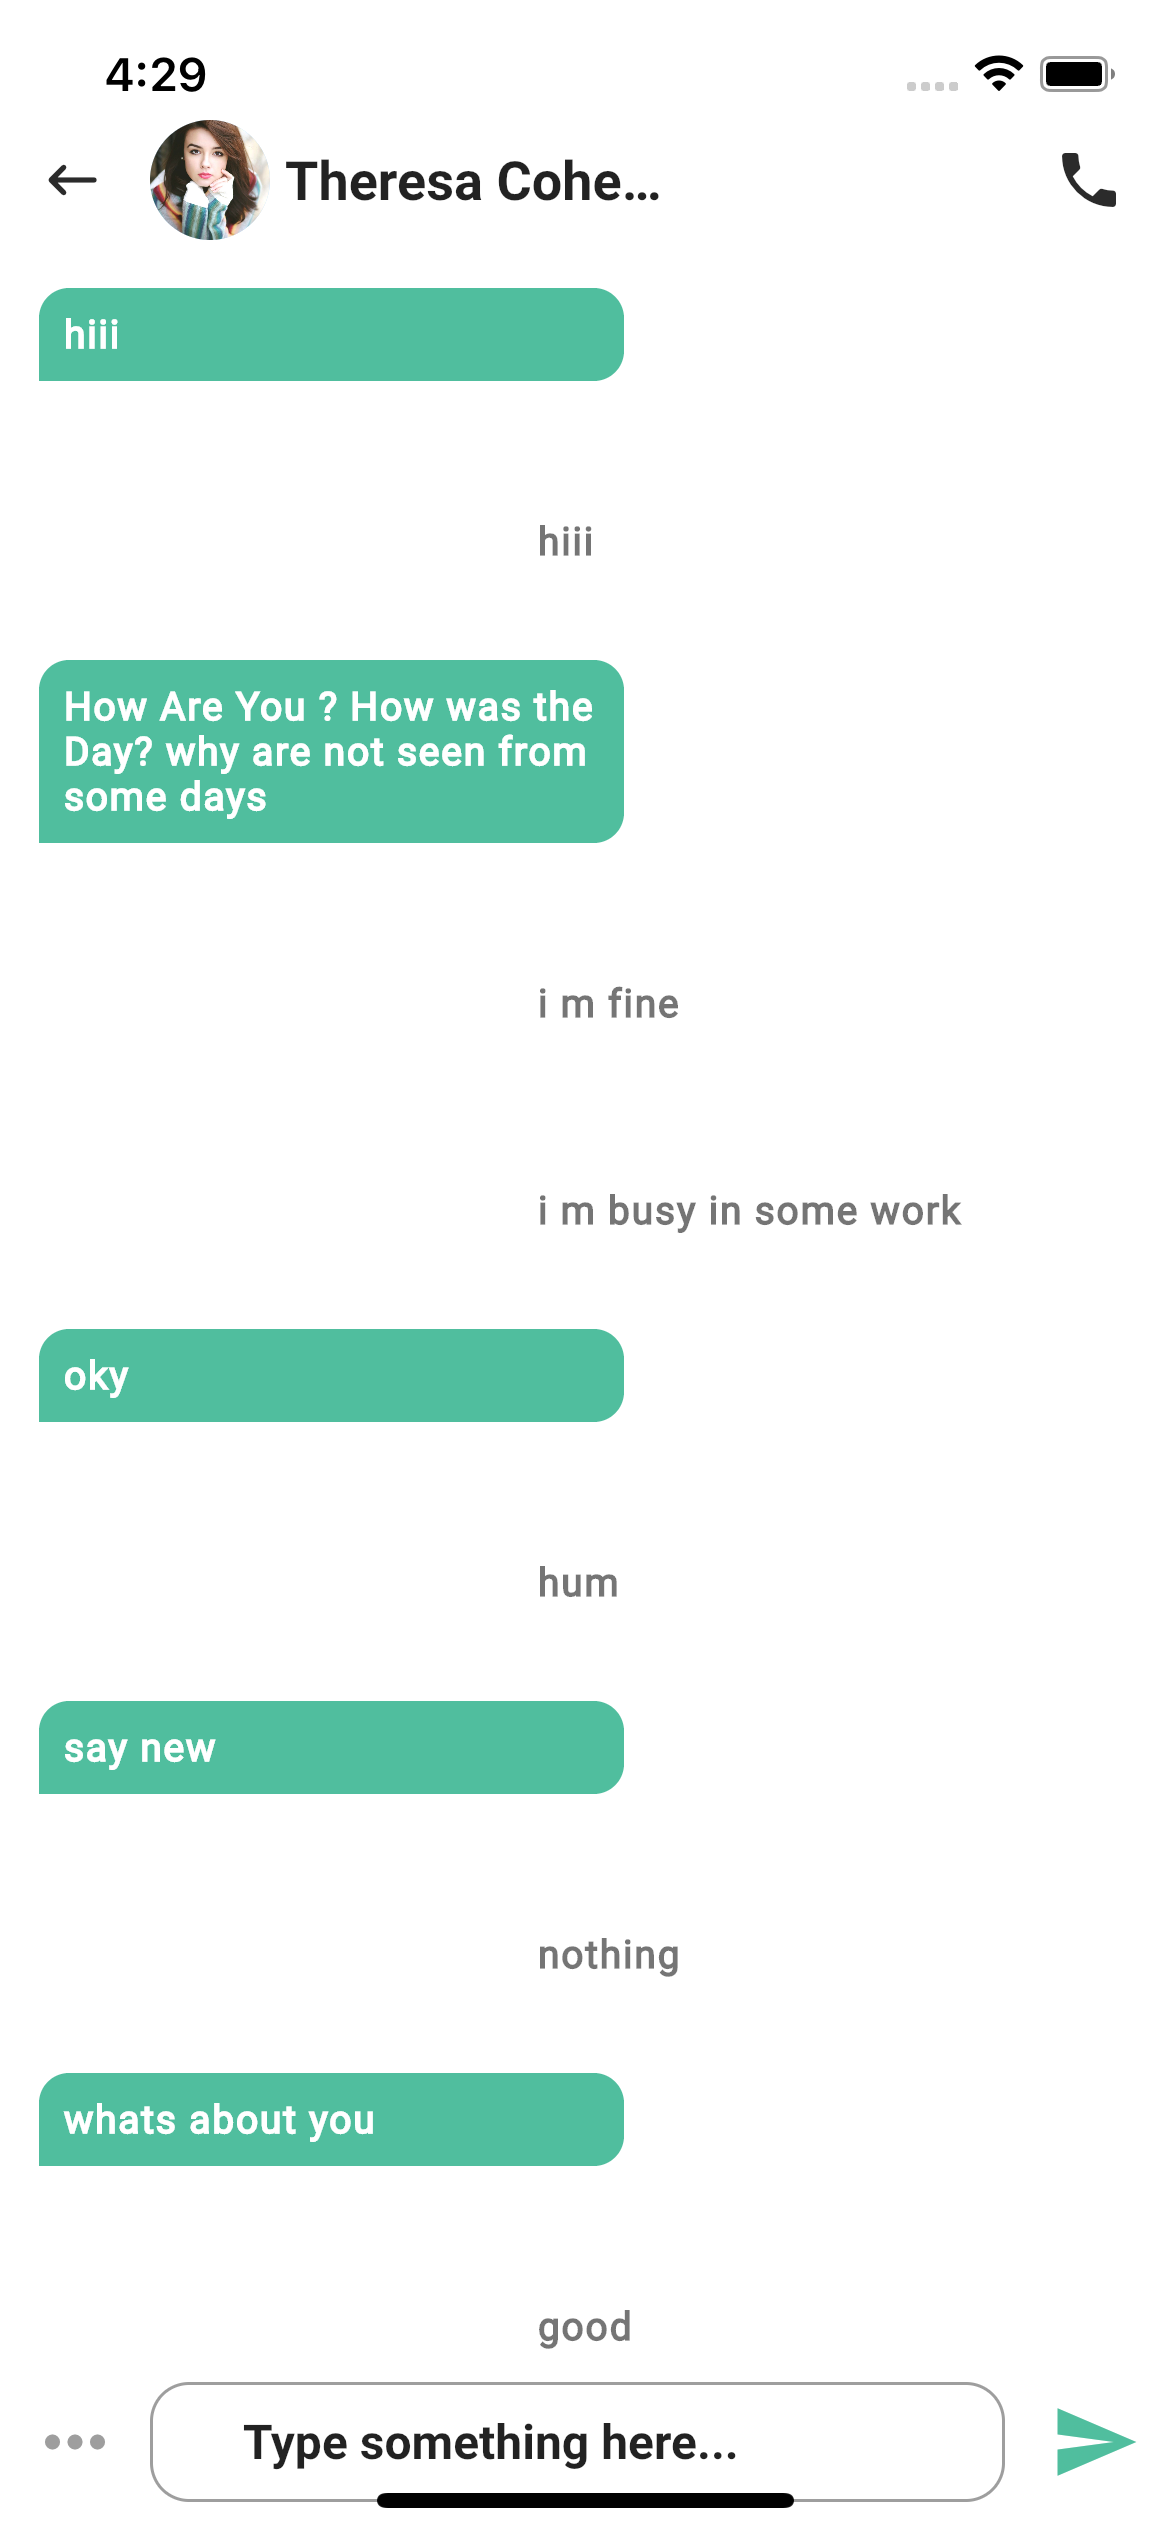 4:29
Theresa Cohe...
hiii
hiii
How Are You ? How was the
Day? why are not seen from
some days
i m fine
i m busy in some work
oky
hum
say new
nothing
whats about you
good
Type something here...